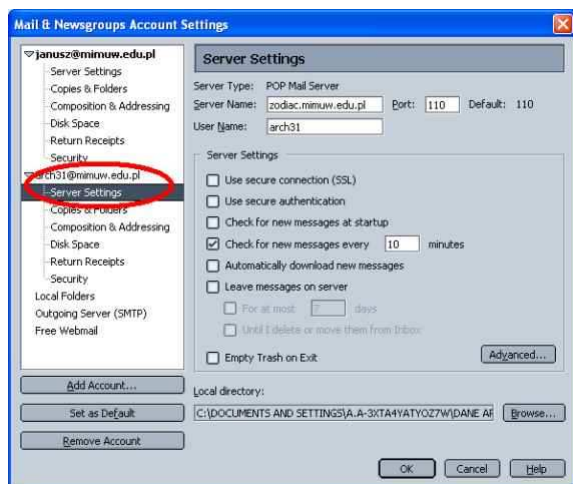 Mail & Newsgroups Account Settings
janusz@mimuw.edu.pl
Server Settings
Copies & Folders
Composition & Addressing
Disk Space
Return Receipts
Security
arch31@mimuw.edu.pl
Server Settings
Copies & Folders
Composition & Addressing
Disk Space
Return Receipts
Security
Local Folders
Outgoing Server (SMTP)
Free Webmail
Add Account...
Set as Default
Remove Account
Server Settings
Server Type: POP Mail Server
Server Name: zodiac.mimuw.edu.pl Port: 110 Default: 110
User Name: arch31
Server Settings
Use secure connection (SSL)
Use secure authentication
Check for new messages at startup
Check for new messages every 10 minutes
Automatically download new messages
Leave messages on server
For at most 7 days
Until I delete or move them from Inbox
Empty Trash on Exit
Advanced...
Local directory:
C:\DOCUMENTS AND SETTINGS\A.A-3XTA4YATYOZ7W\DANE AF
Browse...
OK Cancel Help